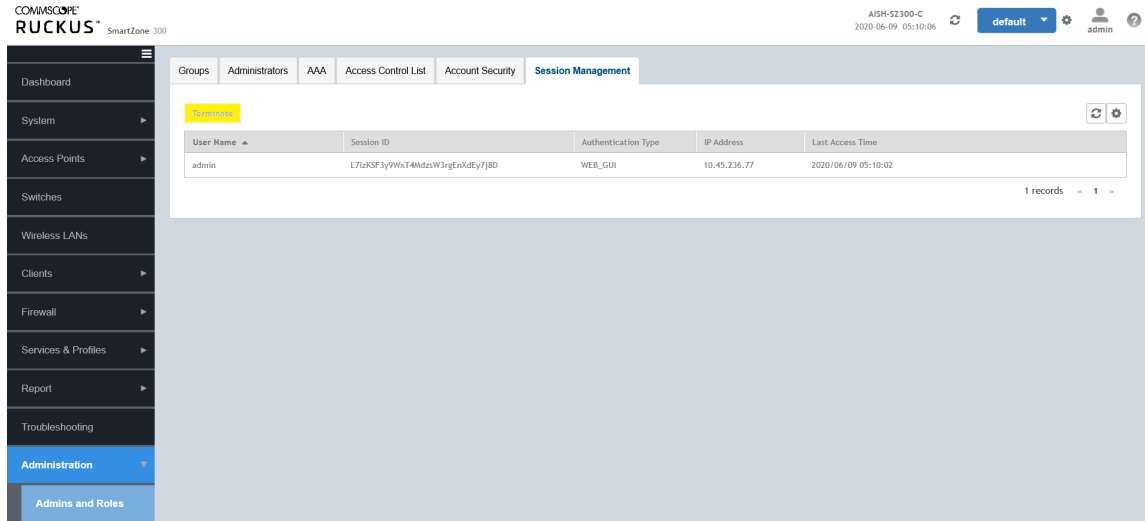 COMMSCOPE
RUCKUS SmartZone 300
AISH-SZ300-C
2020-06-09 05:10:06
default
admin
Dashboard
System
Access Points
Switches
Wireless LANs
Clients
Firewall
Services & Profiles
Report
Troubleshooting
Administration
Admins and Roles
Groups Administrators AAA Access Control List Account Security Session Management
Terminate
User Name Session ID Authentication Type IP Address Last Access Time
admin L7izKSF3y9WxT4MdzsW3rgEnXdEy7j8D WEB_GUI 10.45.236.77 2020/06/09 05:10:02
1 records « 1 »